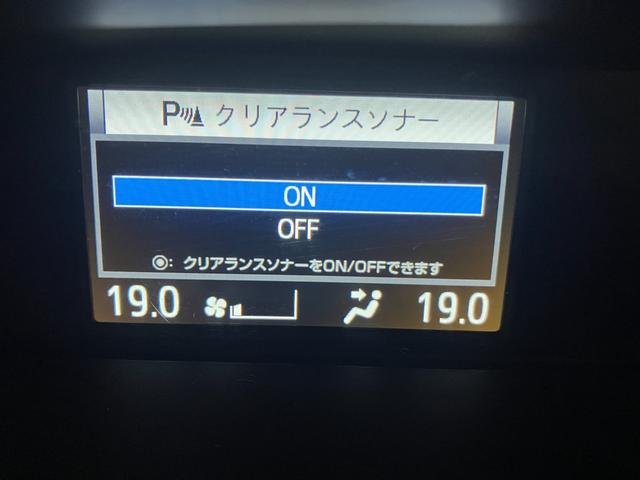 P クリアランスソナー
ON
OFF
◎: クリアランスソナーをON/OFFできます
19.0 19.0